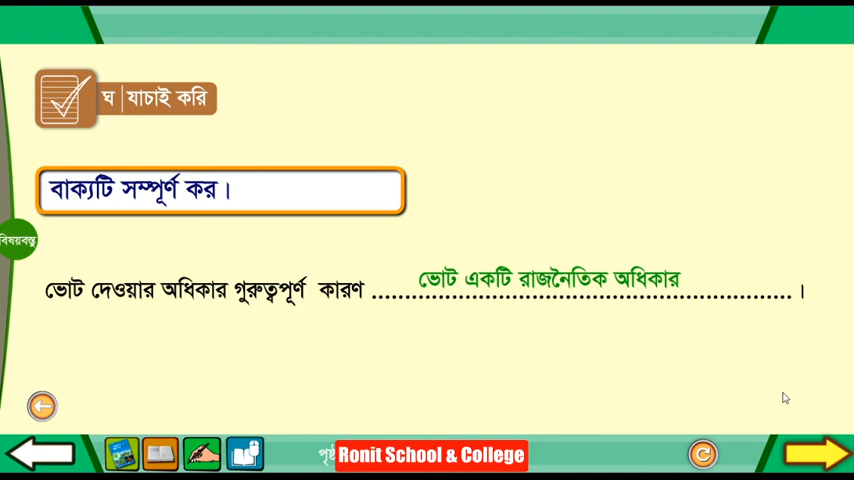 ঘ | যাচাই করি
বাক্যটি সম্পূর্ণ কর।
বিষয়বস্তু
ভোট দেওয়ার অধিকার গুরুত্বপূর্ণ কারণ ভোট একটি রাজনৈতিক অধিকার ।
Ronit School & College